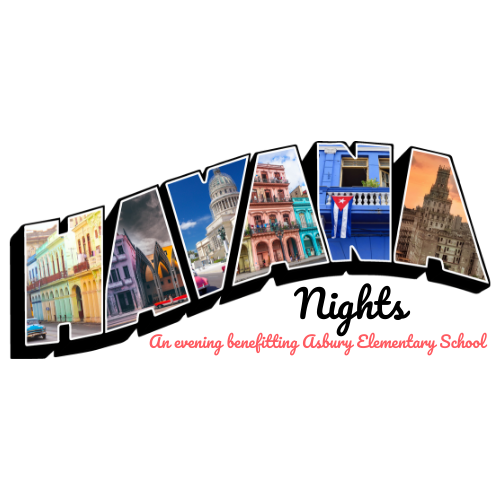 HAVANA
Nights
An evening benefitting Asbury Elementary School